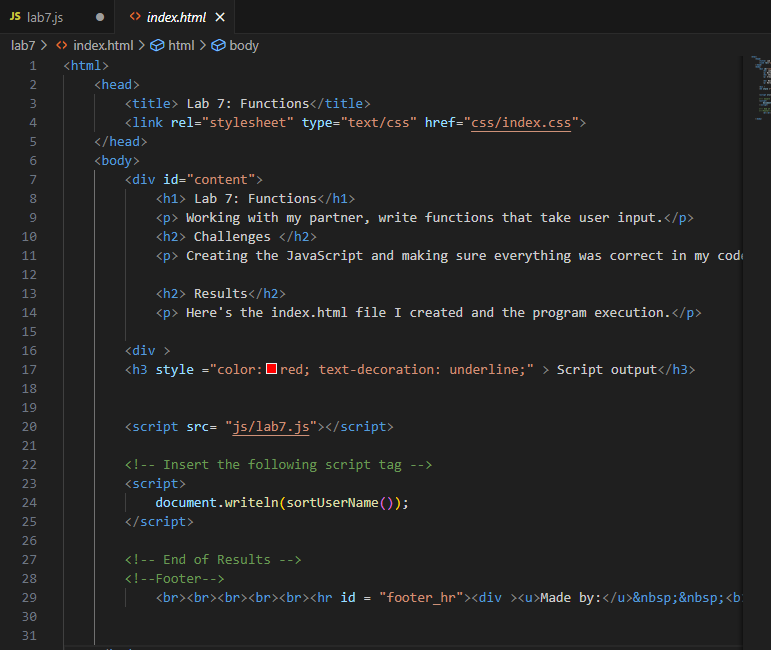 JS lab7.js ● <> index.html ×
lab7 > <> index.html > html > body
1 <html>
2 <head>
3 <title> Lab 7: Functions</title>
4 <link rel="stylesheet" type="text/css" href="css/index.css">
5 </head>
6 <body>
7 <div id="content">
8 <h1> Lab 7: Functions</h1>
9 <p> Working with my partner, write functions that take user input.</p>
10 <h2> Challenges </h2>
11 <p> Creating the JavaScript and making sure everything was correct in my code
12
13 <h2> Results</h2>
14 <p> Here's the index.html file I created and the program execution.</p>
15
16 <div >
17 <h3 style ="color:red; text-decoration: underline;" > Script output</h3>
18
19
20 <script src= "js/lab7.js"></script>
21
22 <!-- Insert the following script tag -->
23 <script>
24 document.writeln(sortUserName());
25 </script>
26
27 <!-- End of Results -->
28 <!--Footer-->
29 <br><br><br><br><br><hr id = "footer_hr"><div ><u>Made by:</u>&nbsp;&nbsp;<b
30
31